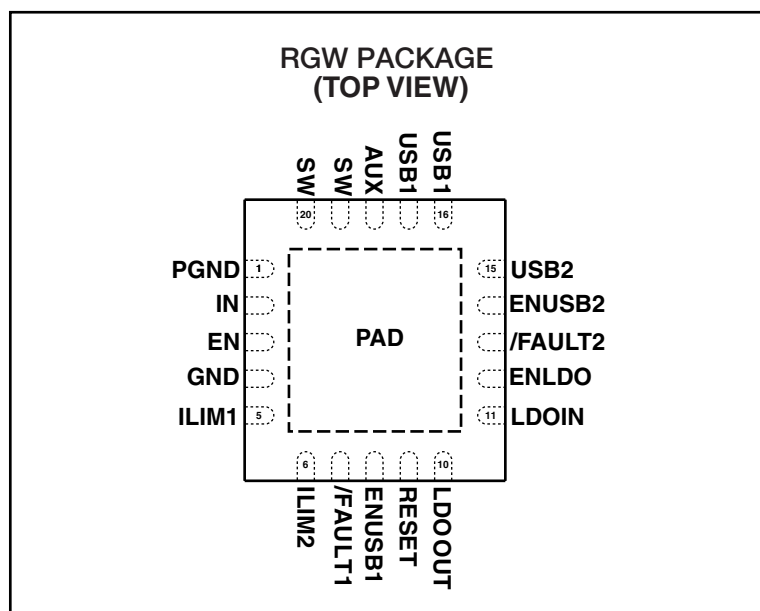 RGW PACKAGE
(TOP VIEW)
SW
SW
AUX
USB1
USB1
20
16
PGND
1
15
USB2
IN
ENUSB2
EN
PAD
/FAULT2
GND
ENLDO
ILIM1
5
11
LDOIN
6
10
ILIM2
/FAULT1
ENUSB1
RESET
LDOOUT